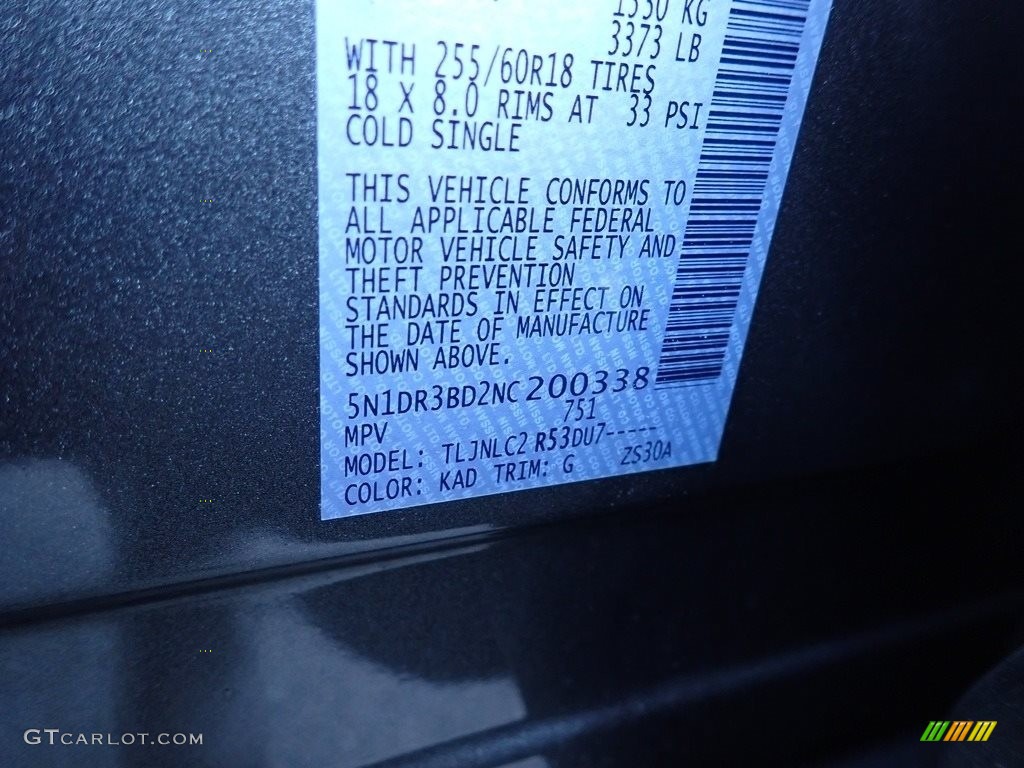 1530 KG
3373 LB
WITH 255/60R18 TIRES
18 X 8.0 RIMS AT 33 PSI
COLD SINGLE
THIS VEHICLE CONFORMS TO
ALL APPLICABLE FEDERAL
MOTOR VEHICLE SAFETY AND
THEFT PREVENTION
STANDARDS IN EFFECT ON
THE DATE OF MANUFACTURE
SHOWN ABOVE.
5N1DR3BD2NC200338
MPV 751
MODEL: TLJNLC2 R53DU7-----
COLOR: KAD TRIM: G ZS30A
GTCARLOT.COM